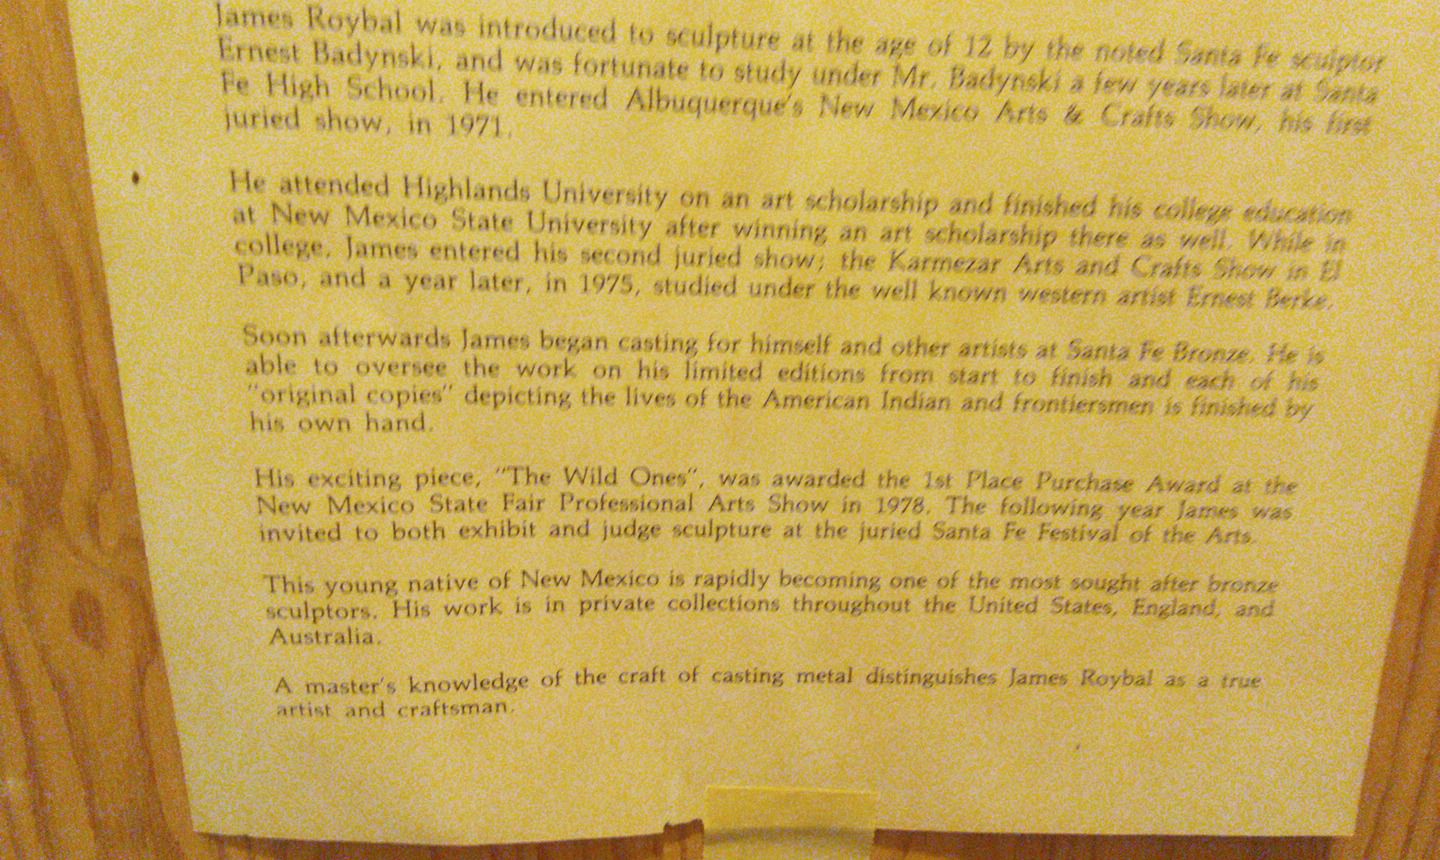 James Roybal was introduced to sculpture at the age of 12 by the noted Santa Fe sculptor
Ernest Badynski, and was fortunate to study under Mr. Badynski a few years later at Santa
Fe High School. He entered Albuquerque's New Mexico Arts & Crafts Show, his first
juried show, in 1971.
He attended Highlands University on an art scholarship and finished his college education
at New Mexico State University after winning an art scholarship there as well. While in
college, James entered his second juried show; the Karmezar Arts and Crafts Show in El
Paso, and a year later, in 1975, studied under the well known western artist Ernest Berke.
Soon afterwards James began casting for himself and other artists at Santa Fe Bronze. He is
able to oversee the work on his limited editions from start to finish and each of his
"original copies" depicting the lives of the American Indian and frontiersmen is finished by
his own hand.
His exciting piece, "The Wild Ones", was awarded the 1st Place Purchase Award at the
New Mexico State Fair Professional Arts Show in 1978. The following year James was
invited to both exhibit and judge sculpture at the juried Santa Fe Festival of the Arts.
This young native of New Mexico is rapidly becoming one of the most sought after bronze
sculptors. His work is in private collections throughout the United States, England, and
Australia.
A master's knowledge of the craft of casting metal distinguishes James Roybal as a true
artist and craftsman.